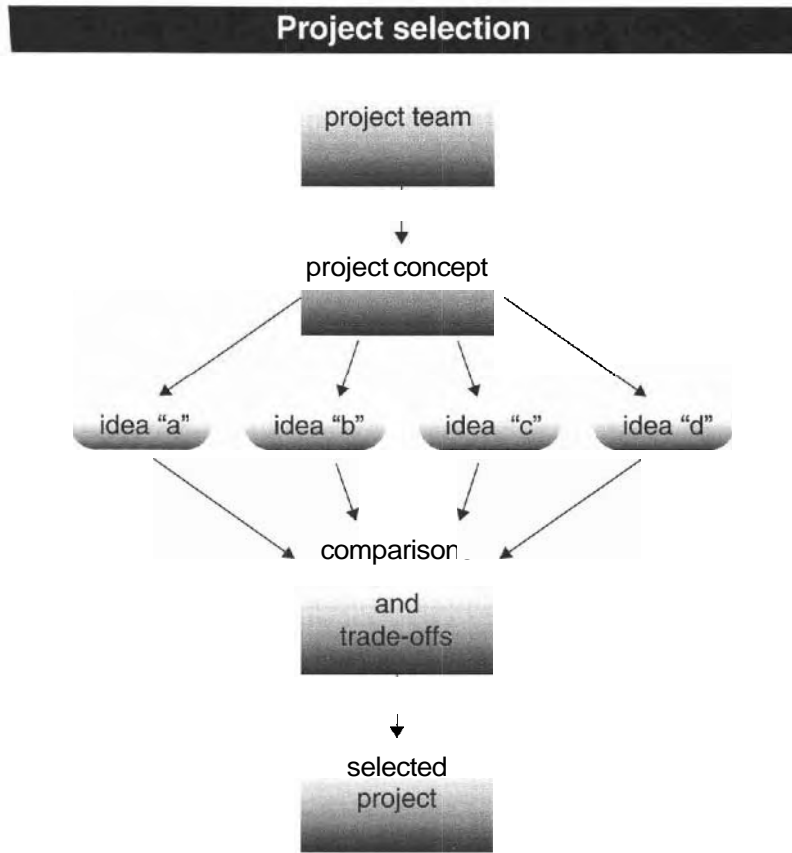 Project selection
project team
project concept
idea “a”
idea “b”
idea “c”
idea “d”
comparison
and
trade-offs
selected
project